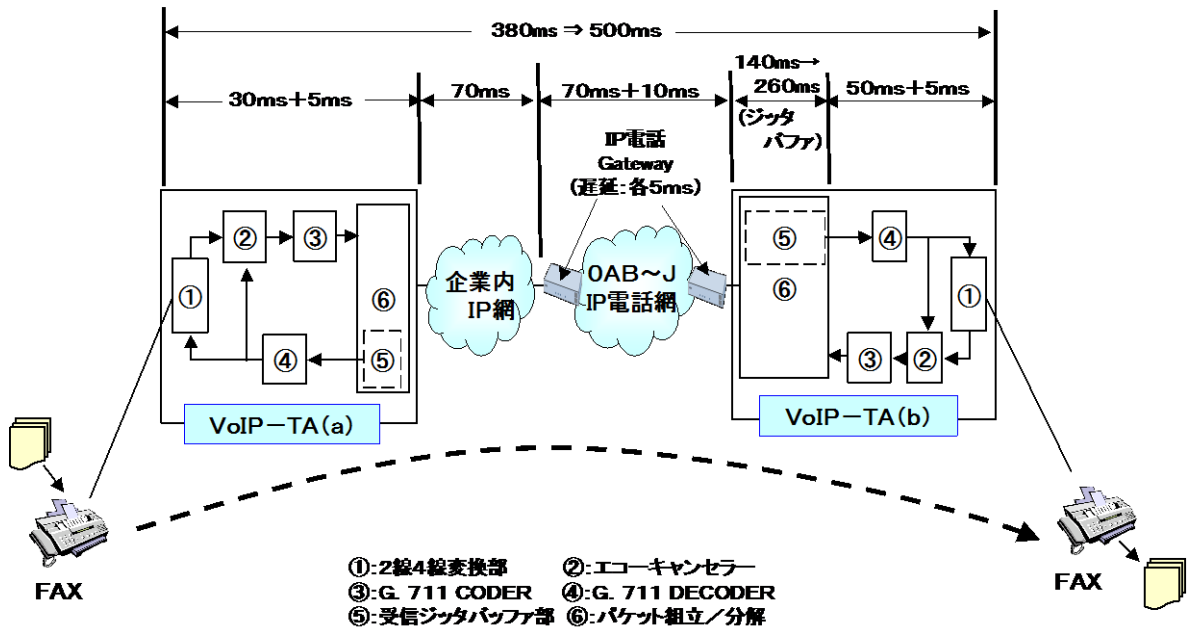 380ms⇒500ms
140ms→
260ms
(ジッタ
バファ)
30ms+5ms
70ms
70ms+10ms
50ms+5ms
IP電話
Gateway
(遅延:各5ms)
①
②
③
④
⑤
⑥
企業内
IP網
0AB~J
IP電話網
⑤
⑥
④
①
③
②
VoIP-TA(a)
VoIP-TA(b)
FAX
FAX
①:2線4線変換部
②:エコーキャンセラー
③:G. 711 CODER
④:G. 711 DECODER
⑤:受信ジッタバッファ部
⑥:パケット組立/分解